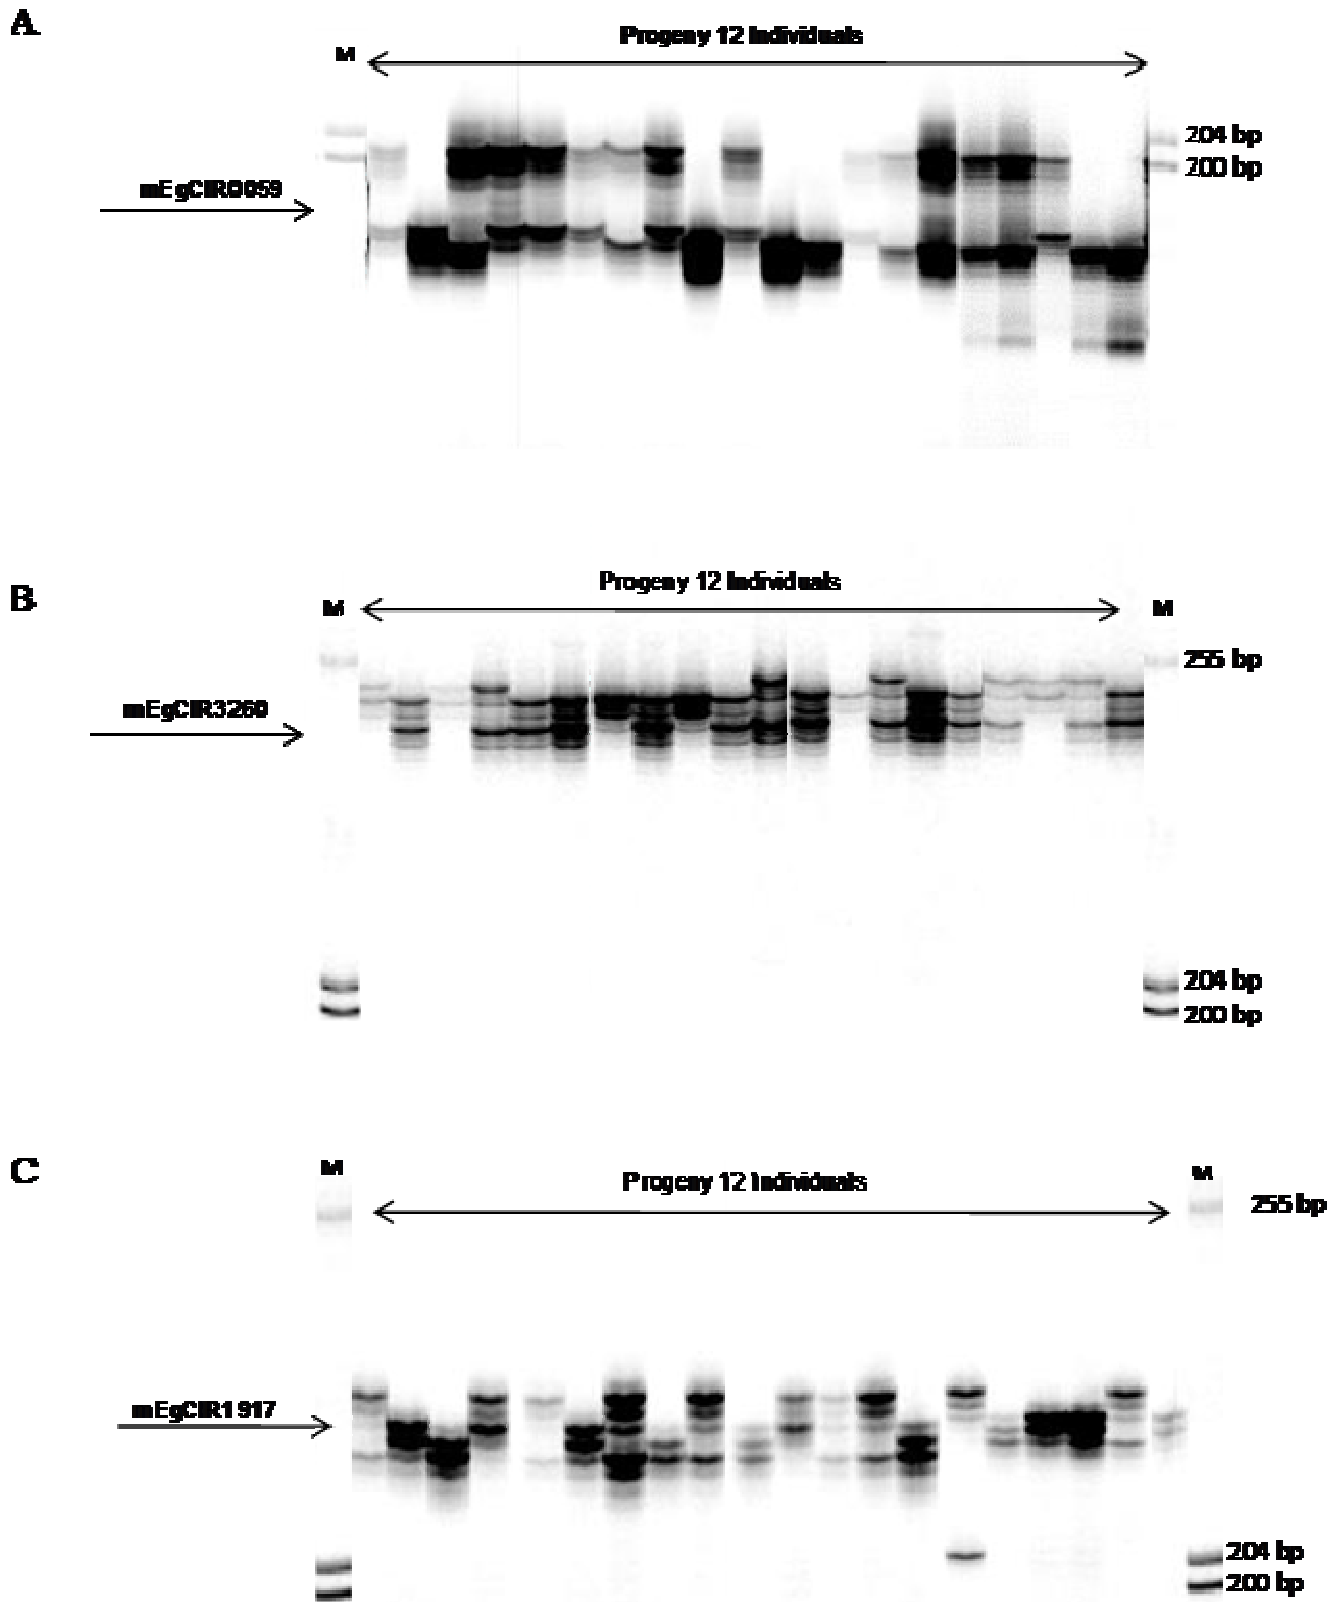 A
Progeny 12 Individuals
M
204 bp
200 bp
mEgCIR0059
B
Progeny 12 Individuals
M
M
255 bp
mEgCIR3260
204 bp
200 bp
C
M
Progeny 12 Individuals
M
255 bp
mEgCIR1917
204 bp
200 bp